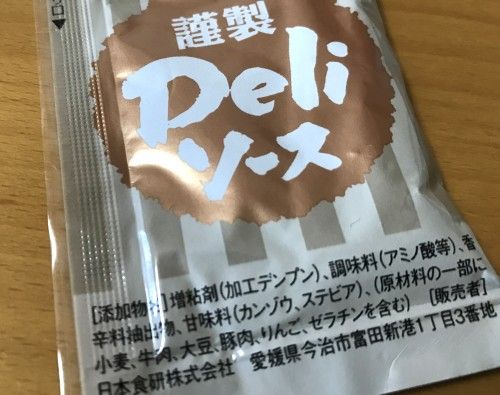 口
謹製
Deli
ソース
[添加物名]増粘剤(加工デンプン)、調味料(アミノ酸等)、香
辛料抽出物、甘味料(カンゾウ、ステビア)、(原材料の一部に
小麦、牛肉、大豆、豚肉、りんご、ゼラチンを含む) [販売者]
日本食研株式会社 愛媛県今治市富田新港1丁目3番地